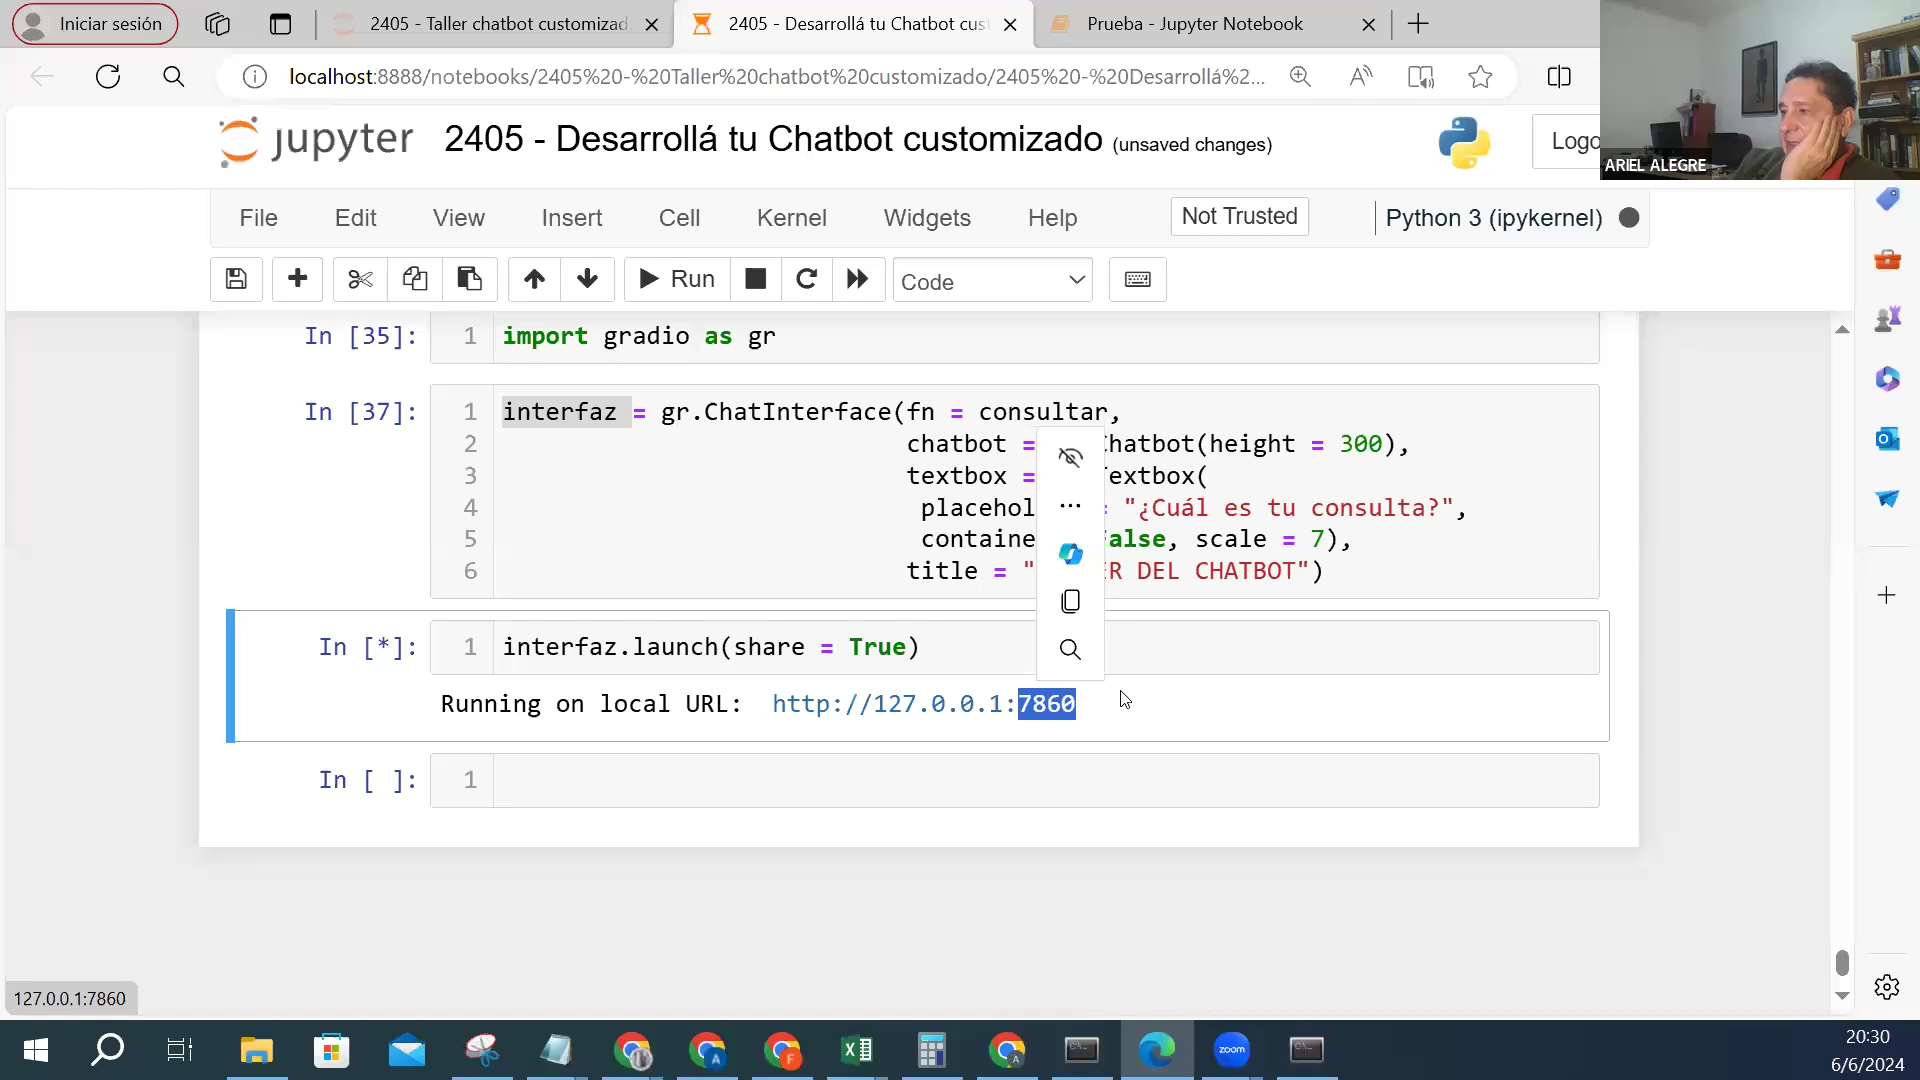 Iniciar sesión
2405 - Taller chatbot customizad
2405 - Desarrollá tu Chatbot cus
Prueba - Jupyter Notebook
localhost:8888/notebooks/2405%20-%20Taller%20chatbot%20customizado/2405%20-%20Desarrollá%2...
jupyter
2405 - Desarrollá tu Chatbot customizado (unsaved changes)
Logo
ARIEL ALEGRE
File Edit View Insert Cell Kernel Widgets Help
Not Trusted
Python 3 (ipykernel)
Run
Code
In [35]: 1 import gradio as gr
In [37]: 1 interfaz = gr.ChatInterface(fn = consultar,
2 chatbot = Chatbot(height = 300),
3 textbox = extbox(
4 placehol = "¿Cuál es tu consulta?",
5 containe alse, scale = 7),
6 title = " R DEL CHATBOT")
In [*]: 1 interfaz.launch(share = True)
Running on local URL: http://127.0.0.1:7860
In [ ]: 1
127.0.0.1:7860
zoom
20:30
6/6/2024